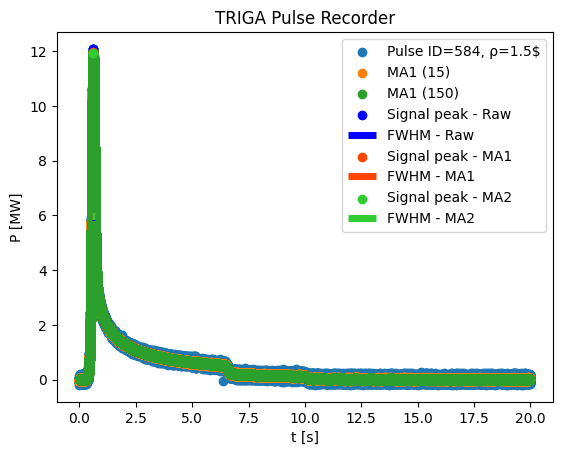 TRIGA Pulse Recorder
P [MW]
12
10
8
6
4
2
0
Pulse ID=584, ρ=1.5$
MA1 (15)
MA1 (150)
Signal peak - Raw
FWHM - Raw
Signal peak - MA1
FWHM - MA1
Signal peak - MA2
FWHM - MA2
0.0 2.5 5.0 7.5 10.0 12.5 15.0 17.5 20.0
t [s]